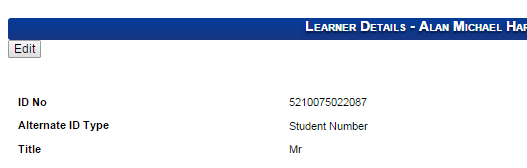 Learner Details - Alan Michael
Edit
ID No 5210075022087
Alternate ID Type Student Number
Title Mr